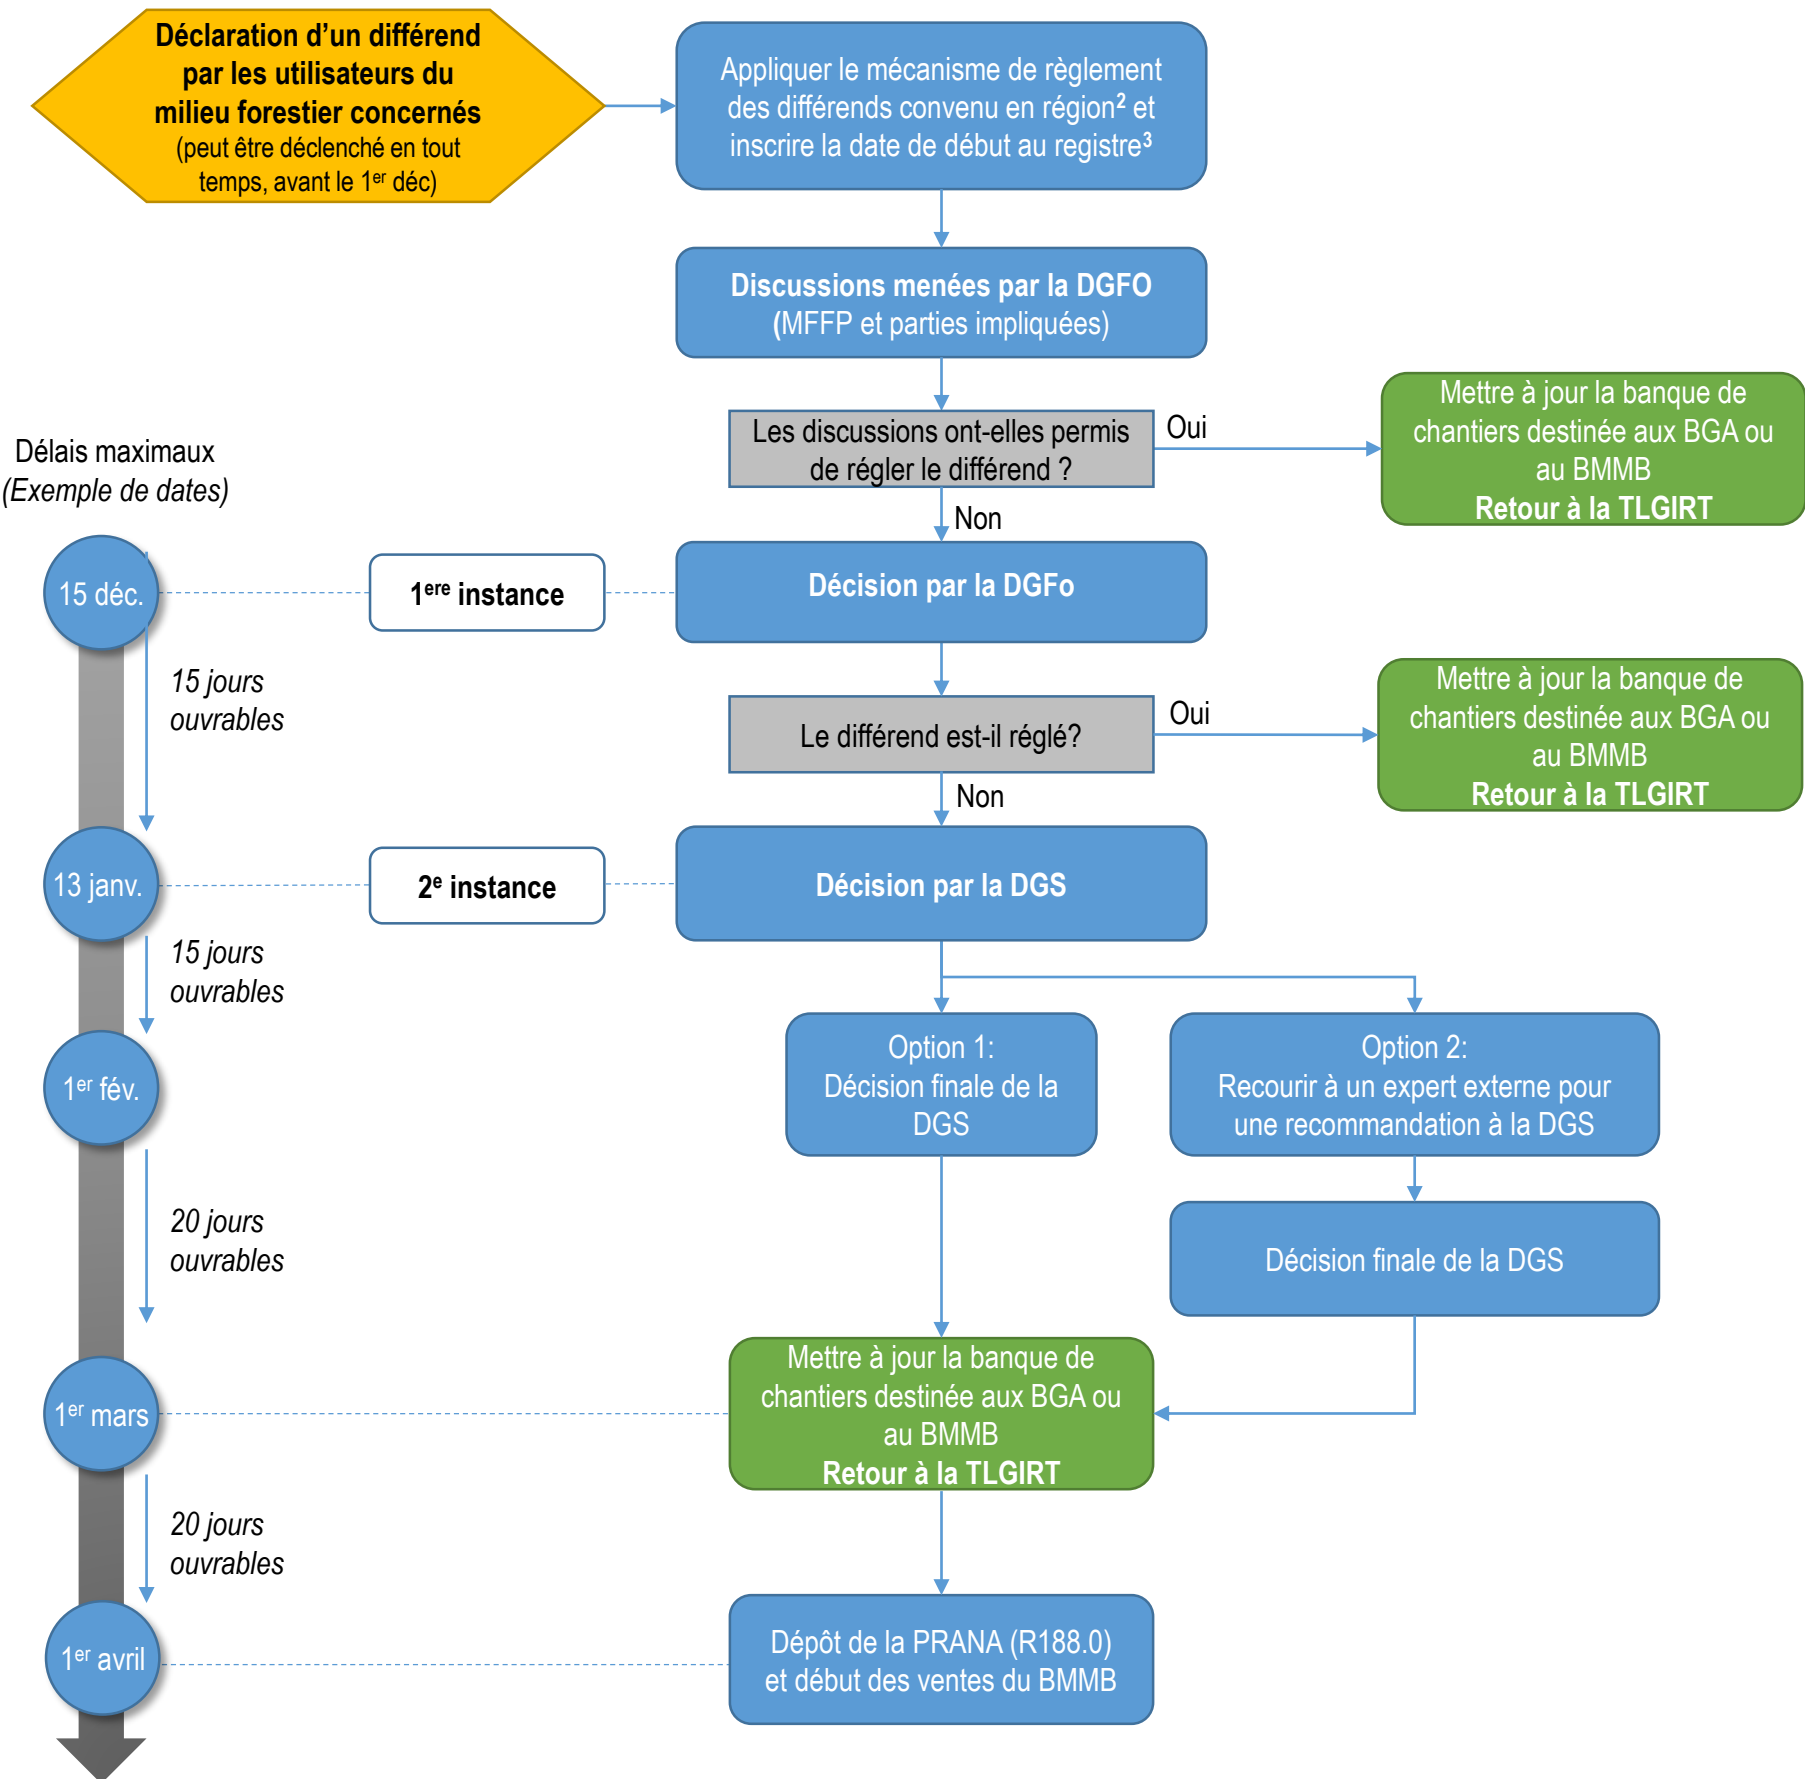 Déclaration d’un différend
par les utilisateurs du
milieu forestier concernés
(peut être déclenché en tout
temps, avant le 1er déc)
Appliquer le mécanisme de règlement
des différends convenu en région2 et
inscrire la date de début au registre3
Discussions menées par la DGFO
(MFFP et parties impliquées)
Les discussions ont-elles permis
de régler le différend ?
Oui
Mettre à jour la banque de
chantiers destinée aux BGA ou
au BMMB
Retour à la TLGIRT
Non
Délais maximaux
(Exemple de dates)
15 déc.
1ere instance
Décision par la DGFo
15 jours
ouvrables
Le différend est-il réglé?
Oui
Mettre à jour la banque de
chantiers destinée aux BGA ou
au BMMB
Retour à la TLGIRT
Non
13 janv.
2e instance
Décision par la DGS
15 jours
ouvrables
1er fév.
Option 1:
Décision finale de la
DGS
Option 2:
Recourir à un expert externe pour
une recommandation à la DGS
20 jours
ouvrables
Décision finale de la DGS
1er mars
Mettre à jour la banque de
chantiers destinée aux BGA ou
au BMMB
Retour à la TLGIRT
20 jours
ouvrables
1er avril
Dépôt de la PRANA (R188.0)
et début des ventes du BMMB